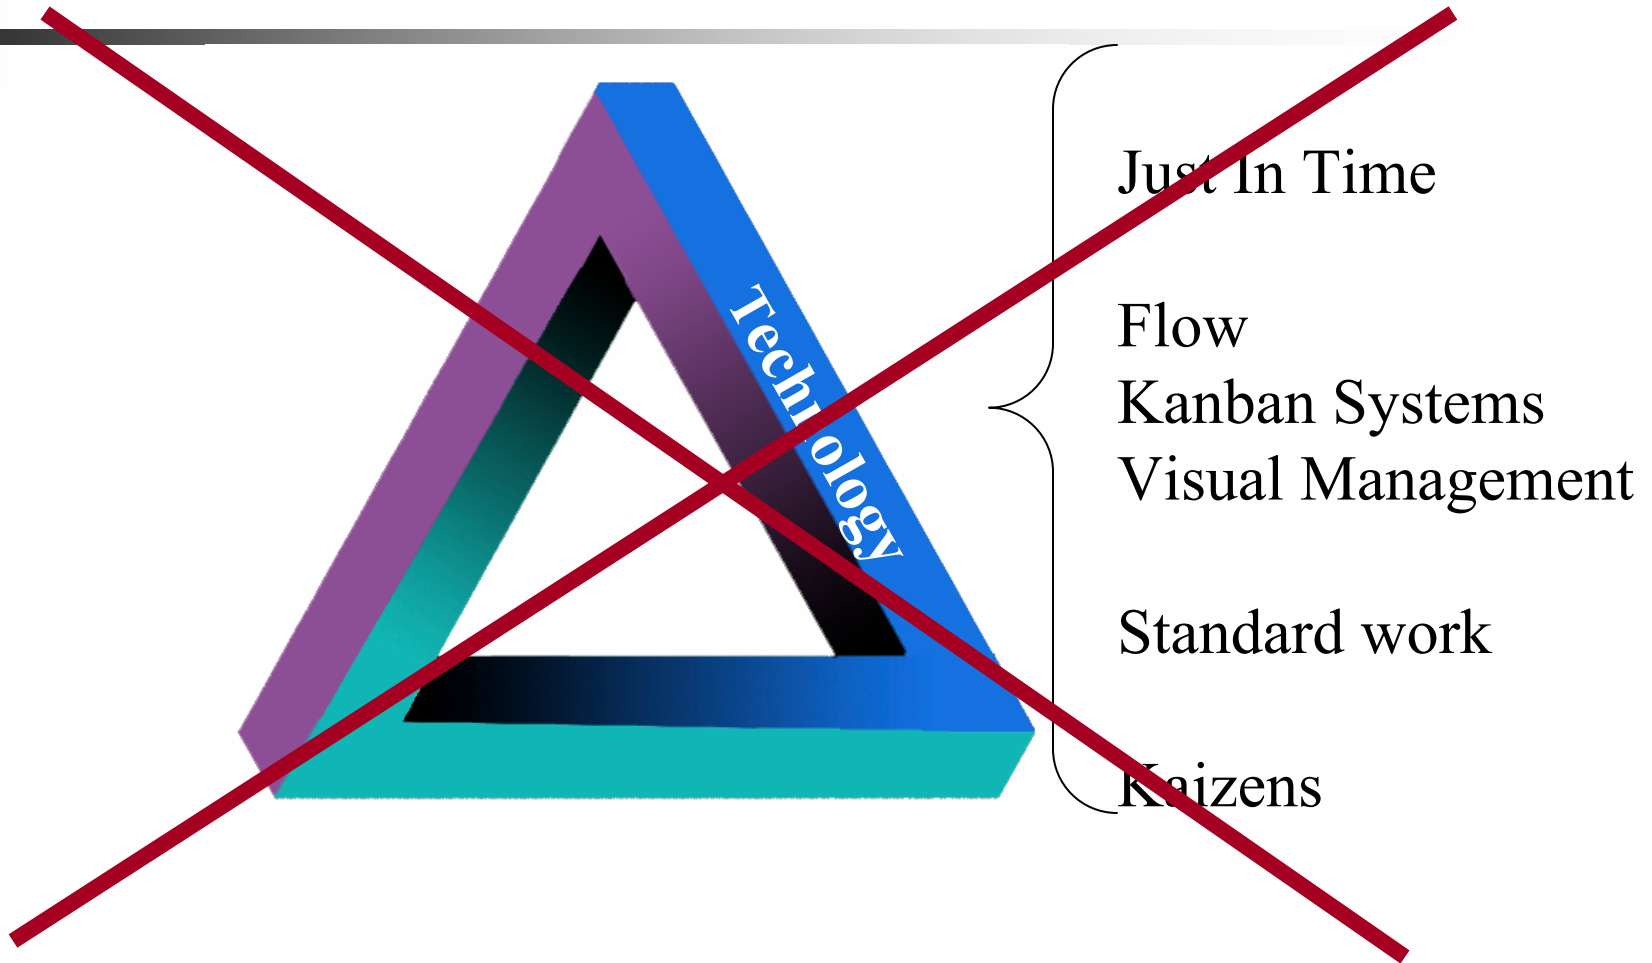 Just In Time
Flow
Kanban Systems
Visual Management
Standard work
Kaizens
Technology